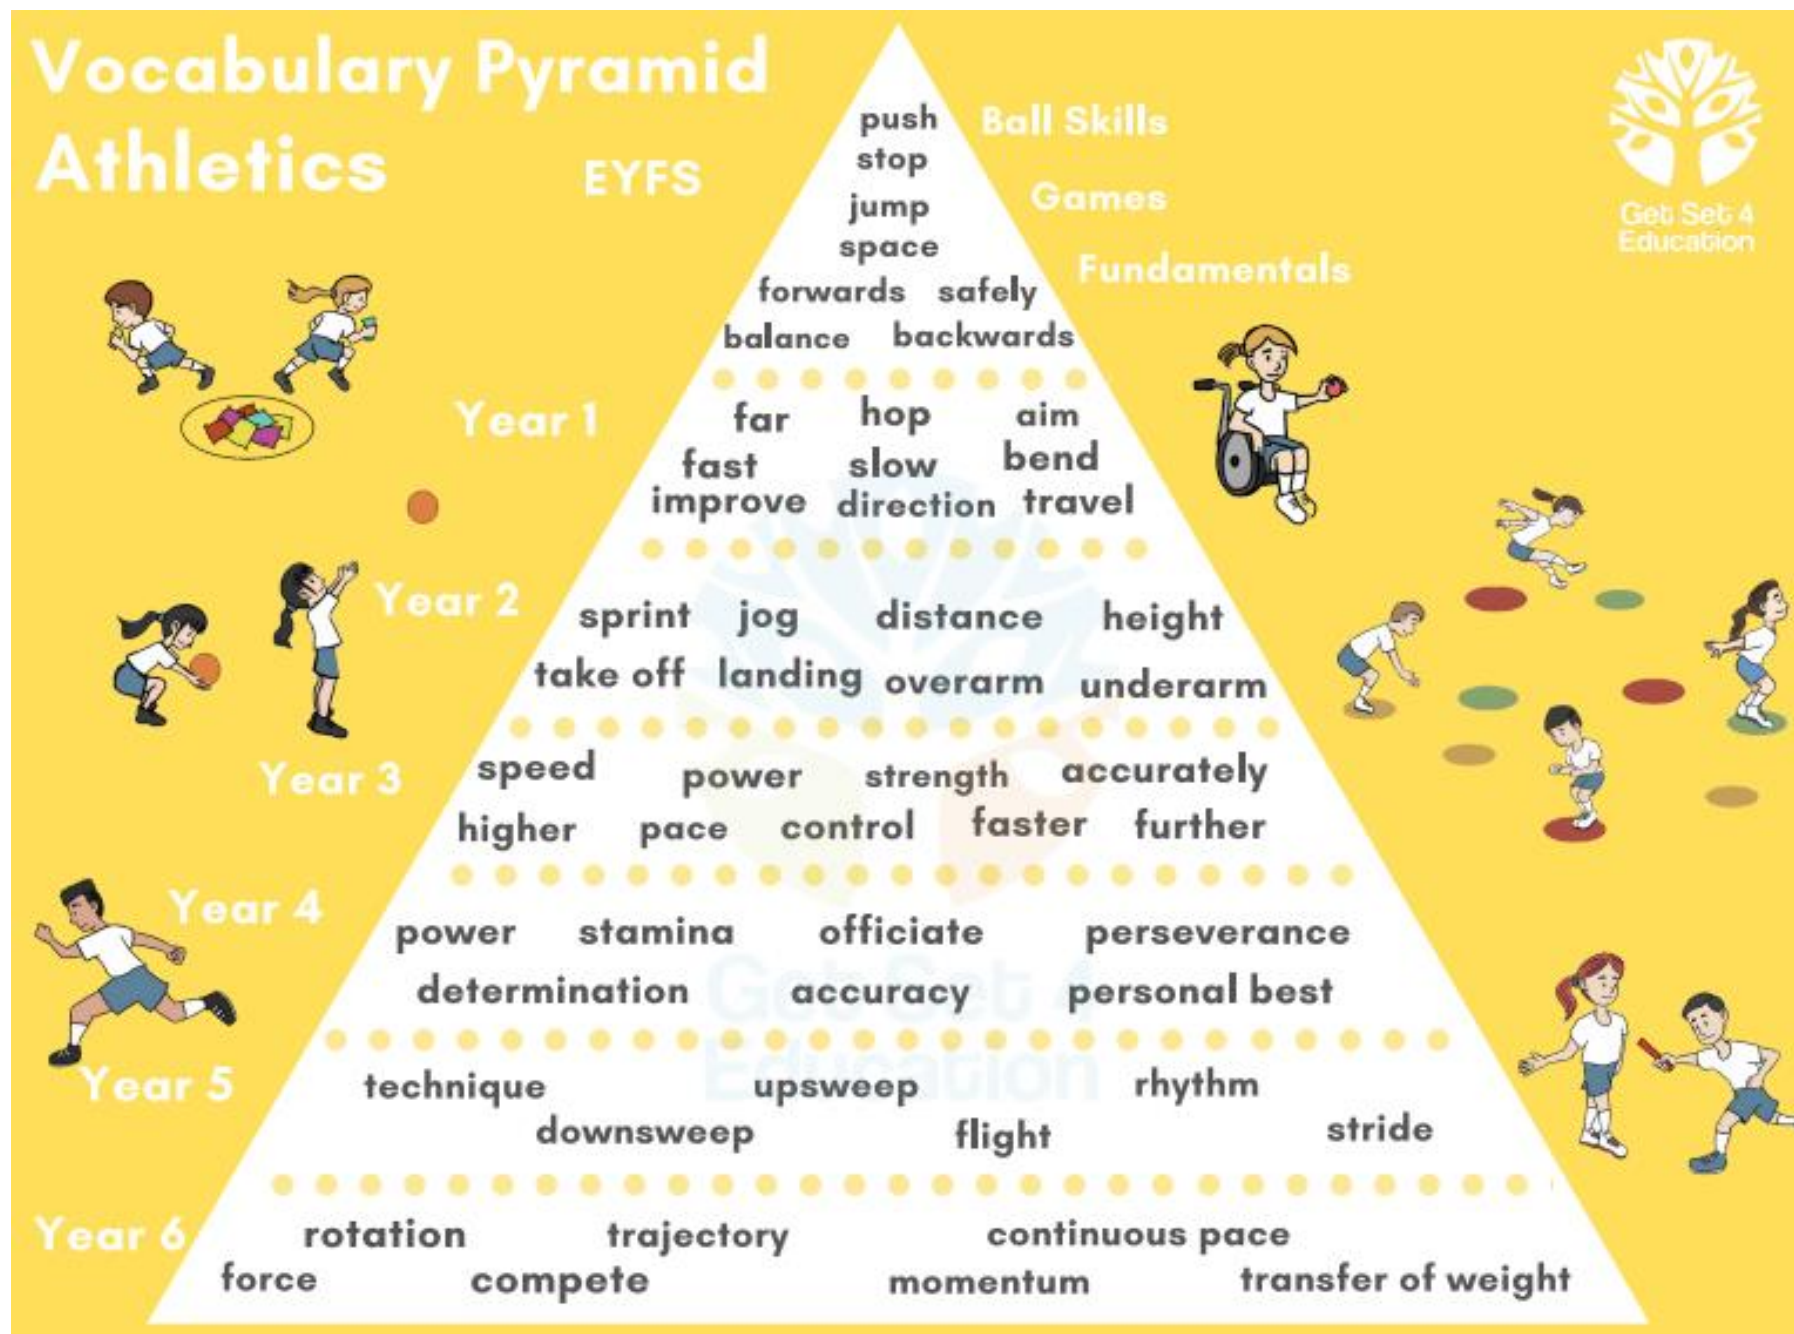 Vocabulary Pyramid
Athletics
EYFS
Ball Skills
Games
Fundamentals
Get Set 4
Education
push
stop
jump
space
forwards safely
balance backwards
Year 1
far hop aim
fast slow bend
improve direction travel
Year 2
sprint jog distance height
take off landing overarm underarm
Year 3
speed power strength accurately
higher pace control faster further
Year 4
power stamina officiate perseverance
determination accuracy personal best
Get Set 4
Education
Year 5
technique upsweep rhythm
downsweep flight stride
Year 6
rotation trajectory continuous pace
force compete momentum transfer of weight